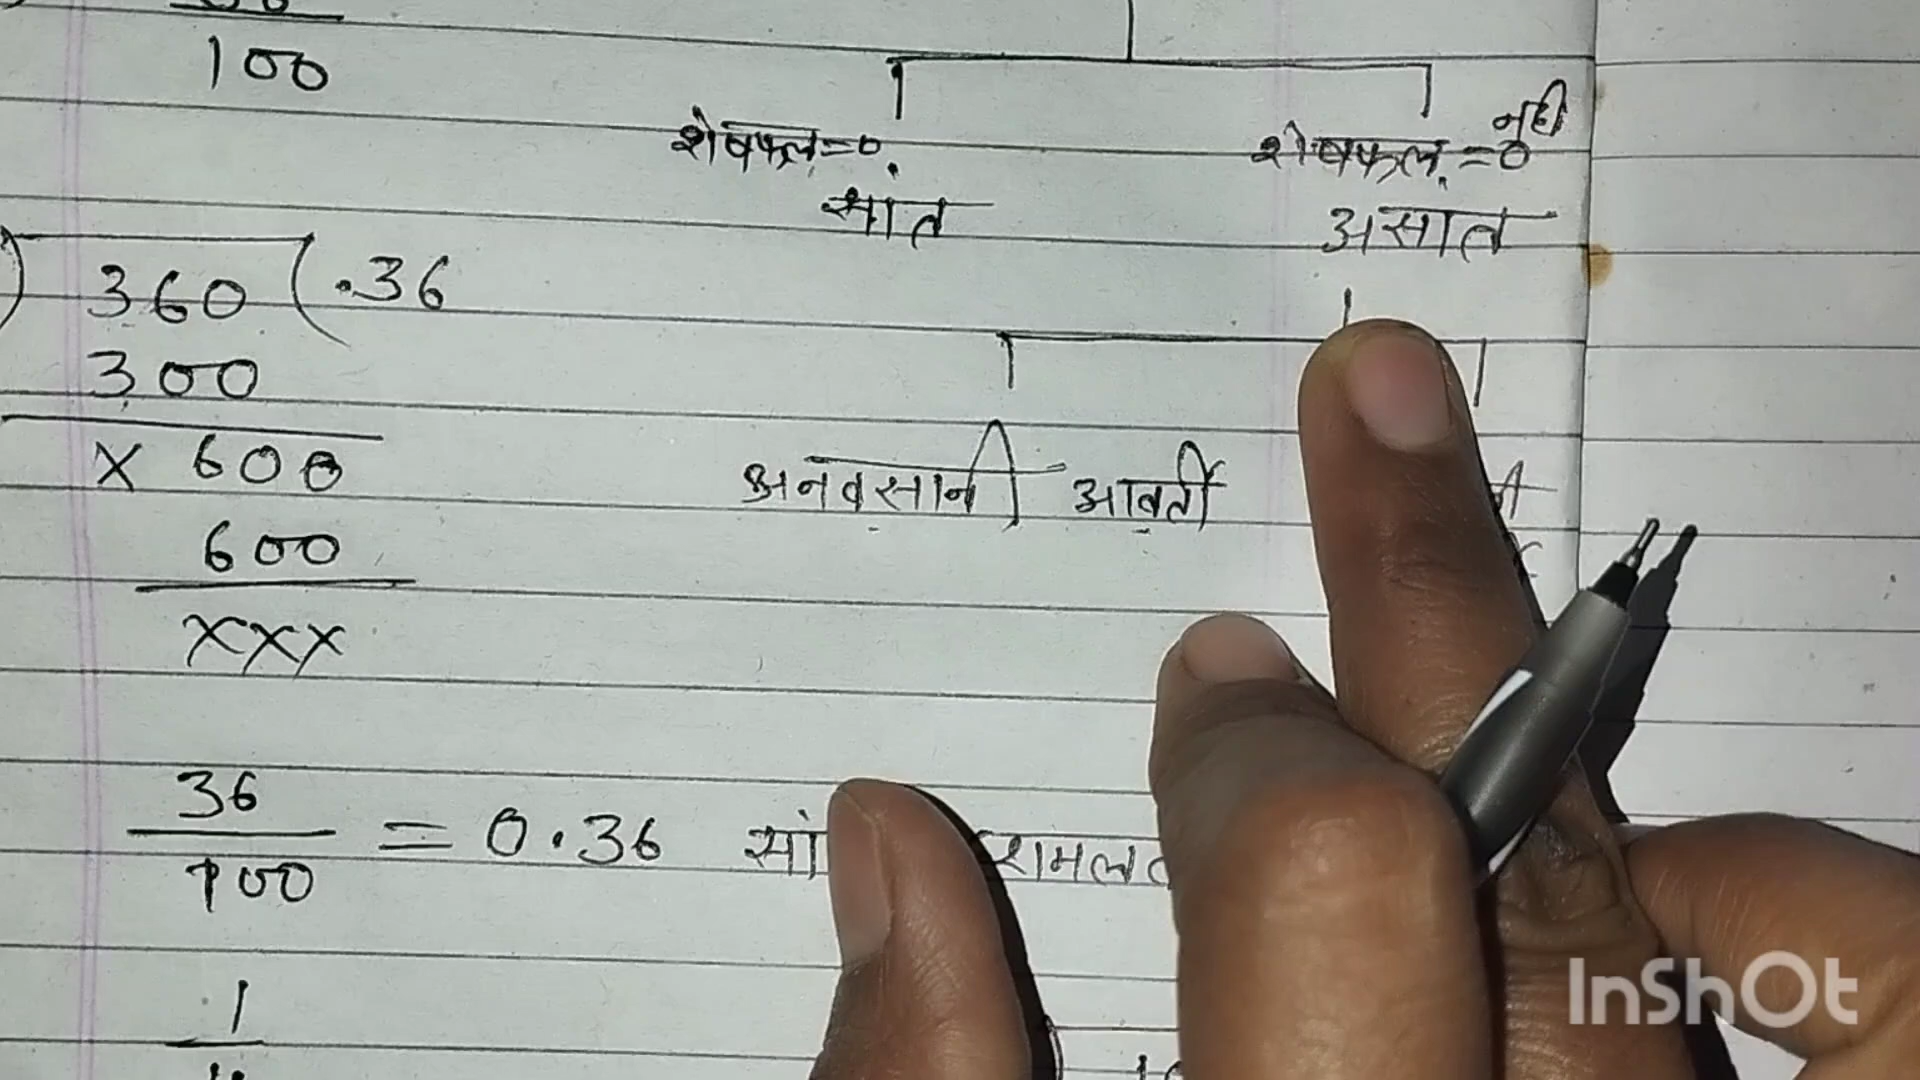 100
शेषफल=0.
सांत
नही
शेषफल =0
असांत
360 ( .36
300
× 600
600
×××
अनवसानी आवर्ती
36
100
= 0.36
1
InShOt